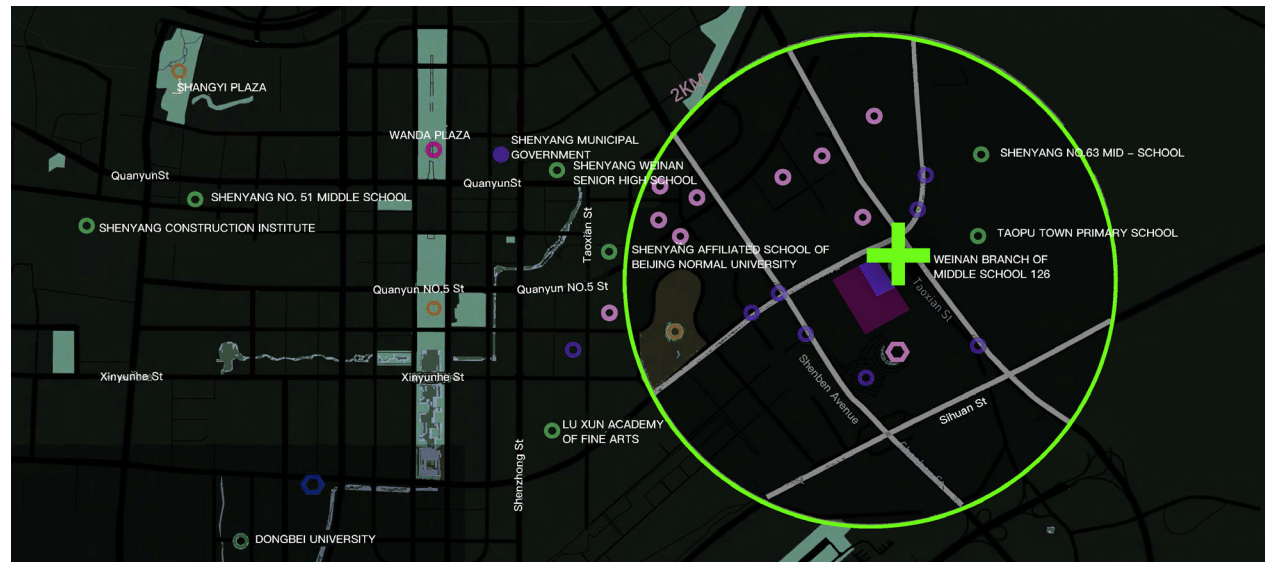 SHANGYI PLAZA
2KM
WANDA PLAZA
SHENYANG MUNICIPAL
GOVERNMENT
SHENYANG WEINAN
SENIOR HIGH SCHOOL
SHENYANG NO.63 MID – SCHOOL
QuanyunSt
QuanyunSt
SHENYANG NO. 51 MIDDLE SCHOOL
SHENYANG CONSTRUCTION INSTITUTE
Taoxian St
SHENYANG AFFILIATED SCHOOL OF
BEIJING NORMAL UNIVERSITY
TAOPU TOWN PRIMARY SCHOOL
WEINAN BRANCH OF
MIDDLE SCHOOL 126
Quanyun NO.5 St
Quanyun NO.5 St
Taoxian St
Xinyunhe St
Xinyunhe St
Shenben Avenue
Sihuan St
LU XUN ACADEMY
OF FINE ARTS
Shenzhong St
DONGBEI UNIVERSITY